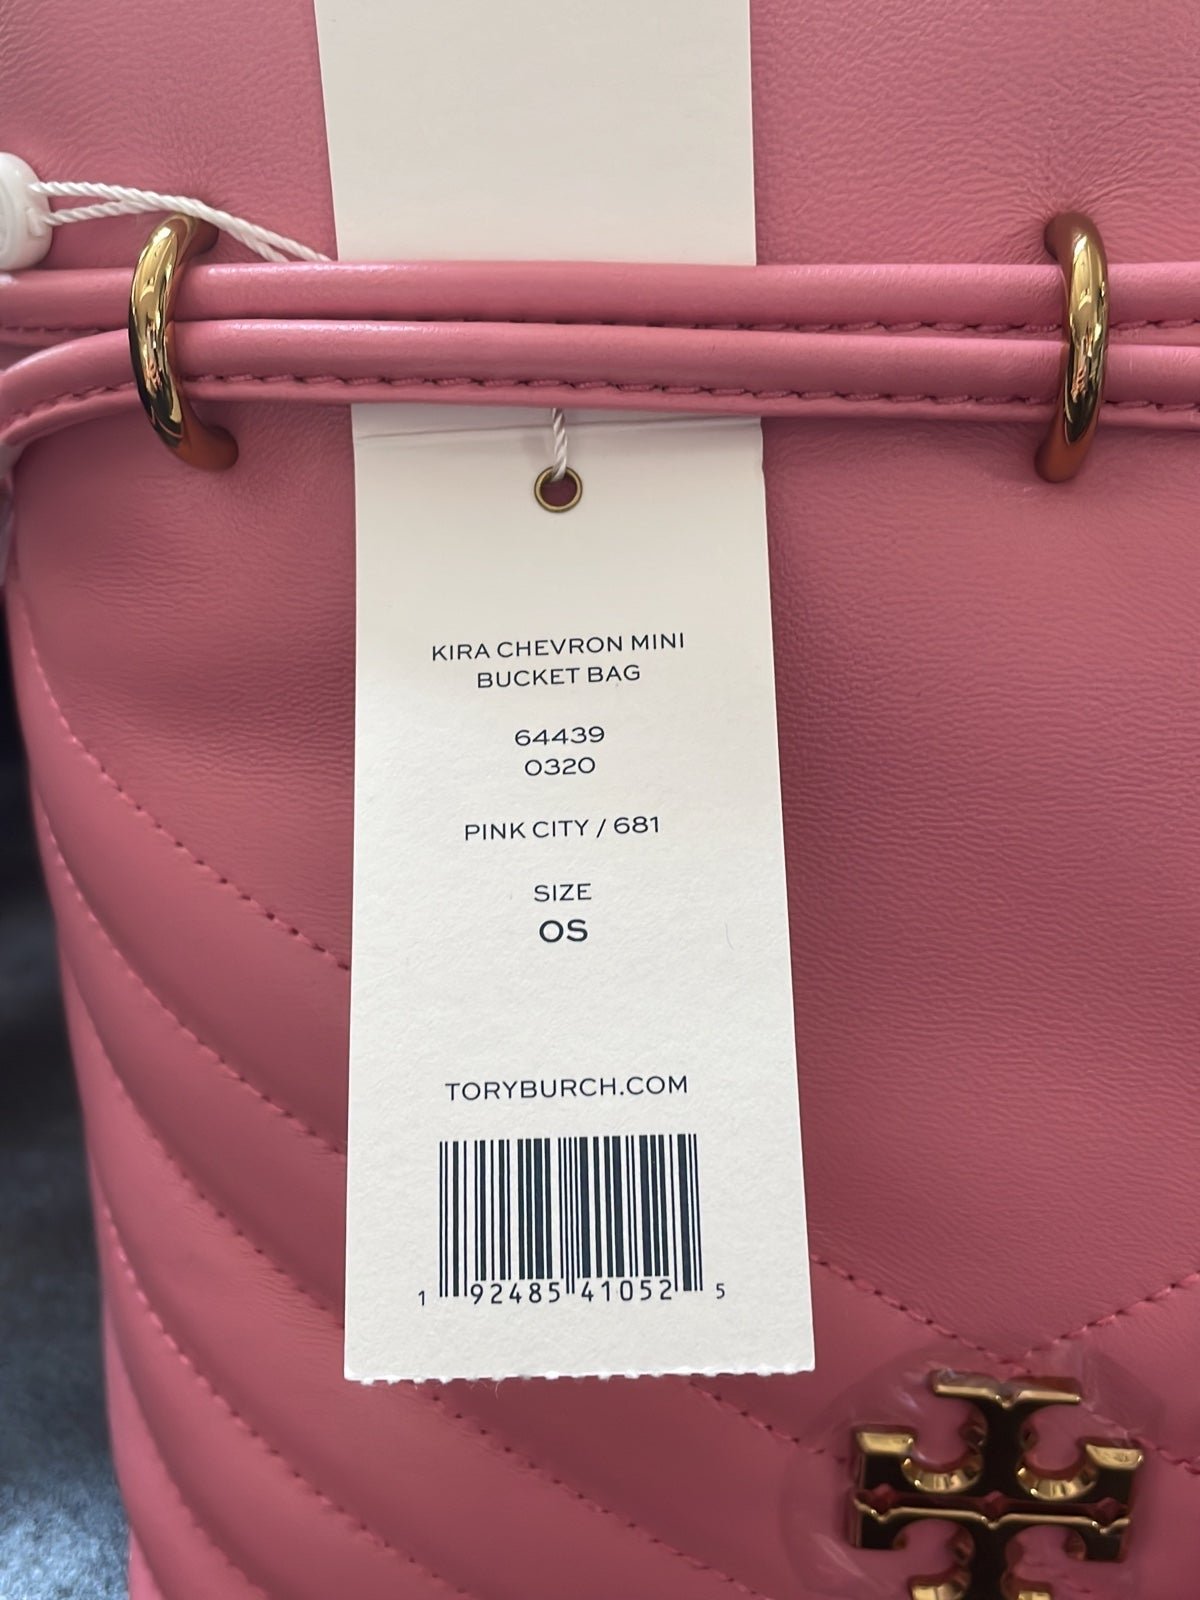 KIRA CHEVRON MINI
BUCKET BAG
64439
0320
PINK CITY / 681
SIZE
OS
TORYBURCH.COM
1 92485 41052 5